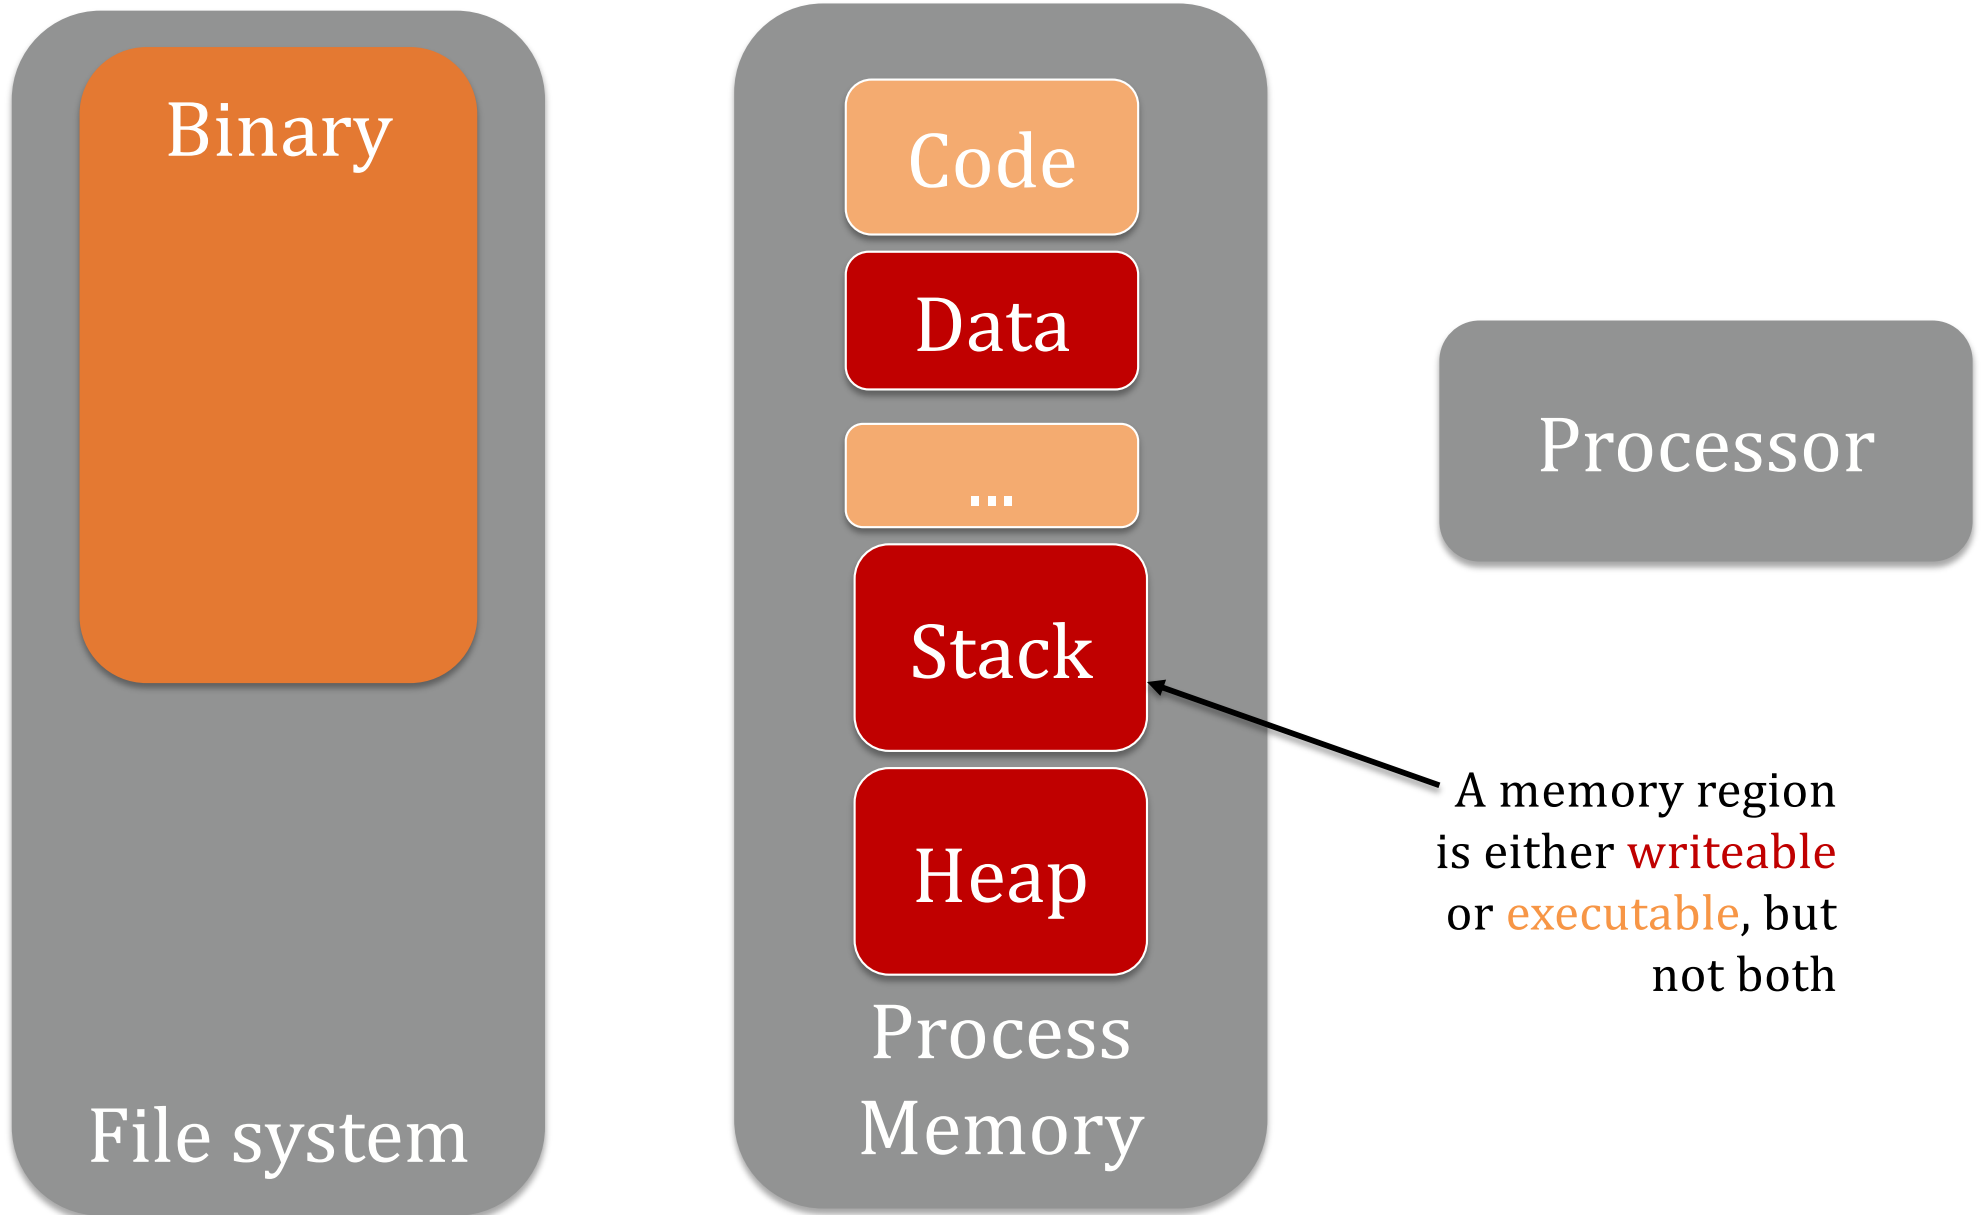 Binary
File system
Code
Data
...
Stack
Heap
Process
Memory
Processor
A memory region
is either writeable
or executable, but
not both